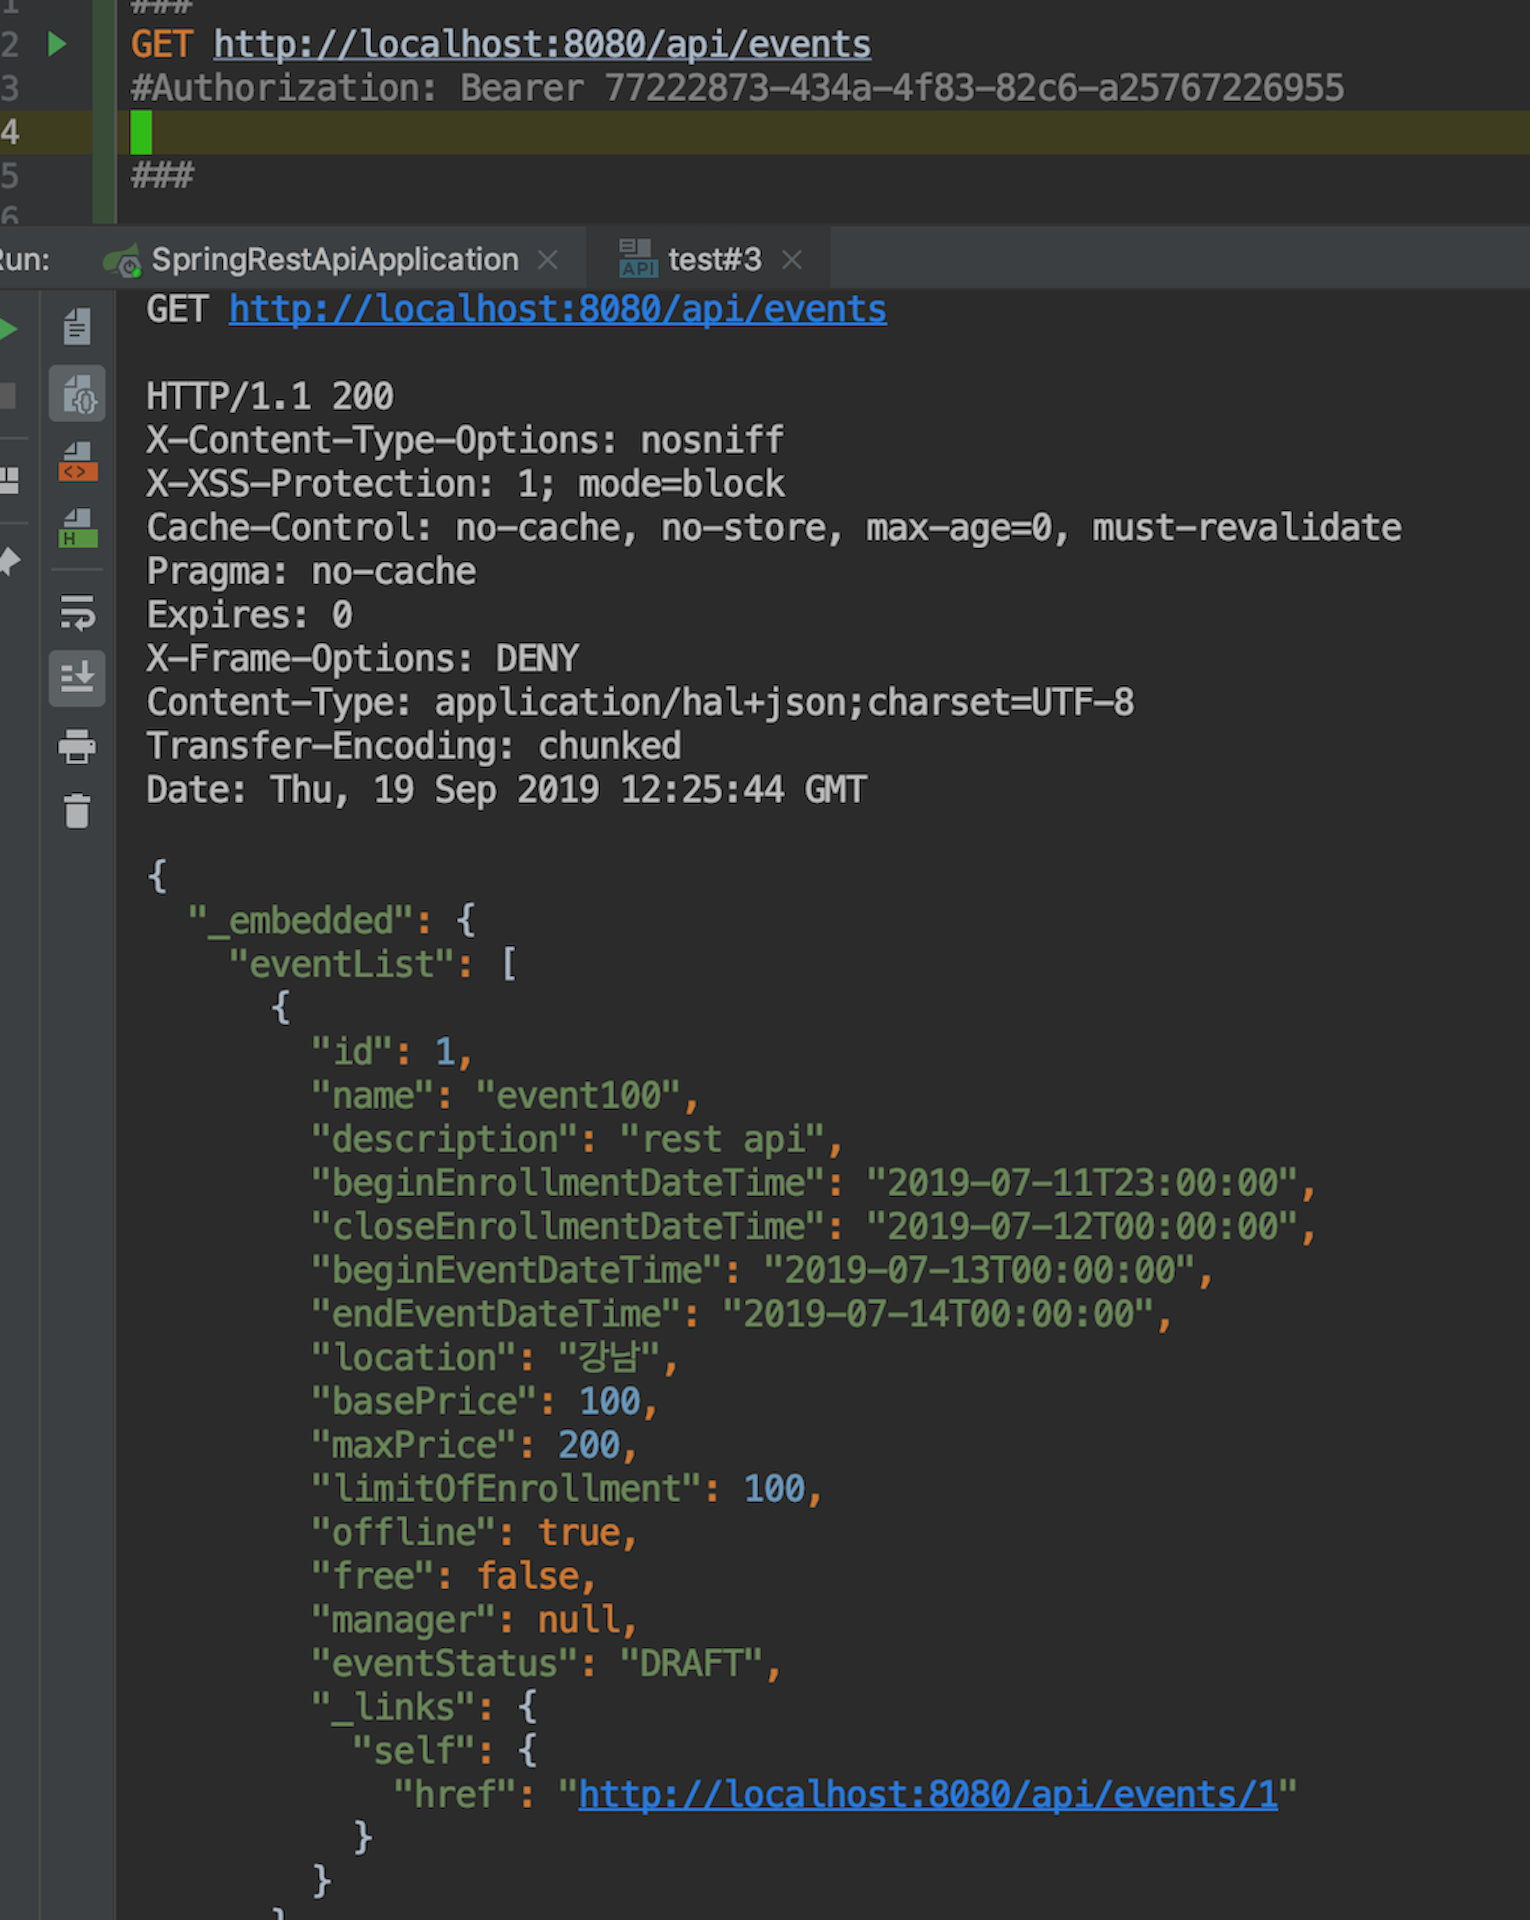 1 ###
2 GET http://localhost:8080/api/events
3 #Authorization: Bearer 77222873-434a-4f83-82c6-a25767226955
4
5 ###
6
SpringRestApiApplication
test#3
API
GET http://localhost:8080/api/events
HTTP/1.1 200
X-Content-Type-Options: nosniff
X-XSS-Protection: 1; mode=block
Cache-Control: no-cache, no-store, max-age=0, must-revalidate
Pragma: no-cache
Expires: 0
X-Frame-Options: DENY
Content-Type: application/hal+json;charset=UTF-8
Transfer-Encoding: chunked
Date: Thu, 19 Sep 2019 12:25:44 GMT
{
"_embedded": {
"eventList": [
{
"id": 1,
"name": "event100",
"description": "rest api",
"beginEnrollmentDateTime": "2019-07-11T23:00:00",
"closeEnrollmentDateTime": "2019-07-12T00:00:00",
"beginEventDateTime": "2019-07-13T00:00:00",
"endEventDateTime": "2019-07-14T00:00:00",
"location": "강남",
"basePrice": 100,
"maxPrice": 200,
"limitOfEnrollment": 100,
"offline": true,
"free": false,
"manager": null,
"eventStatus": "DRAFT",
"_links": {
"self": {
"href": "http://localhost:8080/api/events/1"
}
}
}